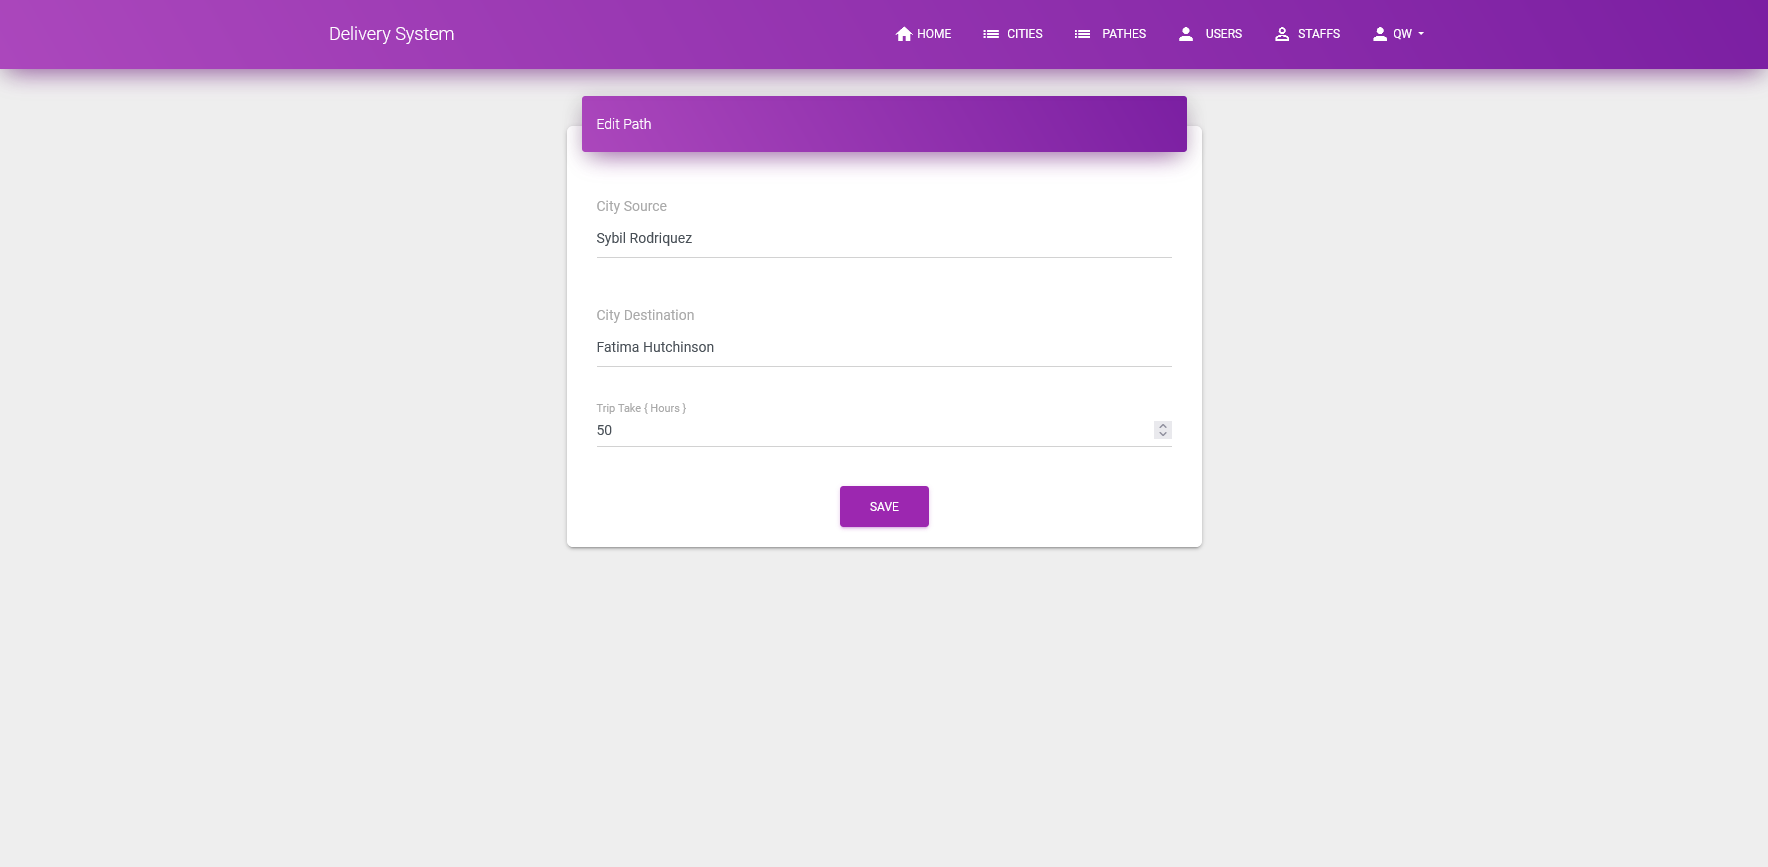 Delivery System HOME CITIES PATHES USERS STAFFS QW
Edit Path
City Source
Sybil Rodriquez
City Destination
Fatima Hutchinson
Trip Take { Hours }
50
SAVE